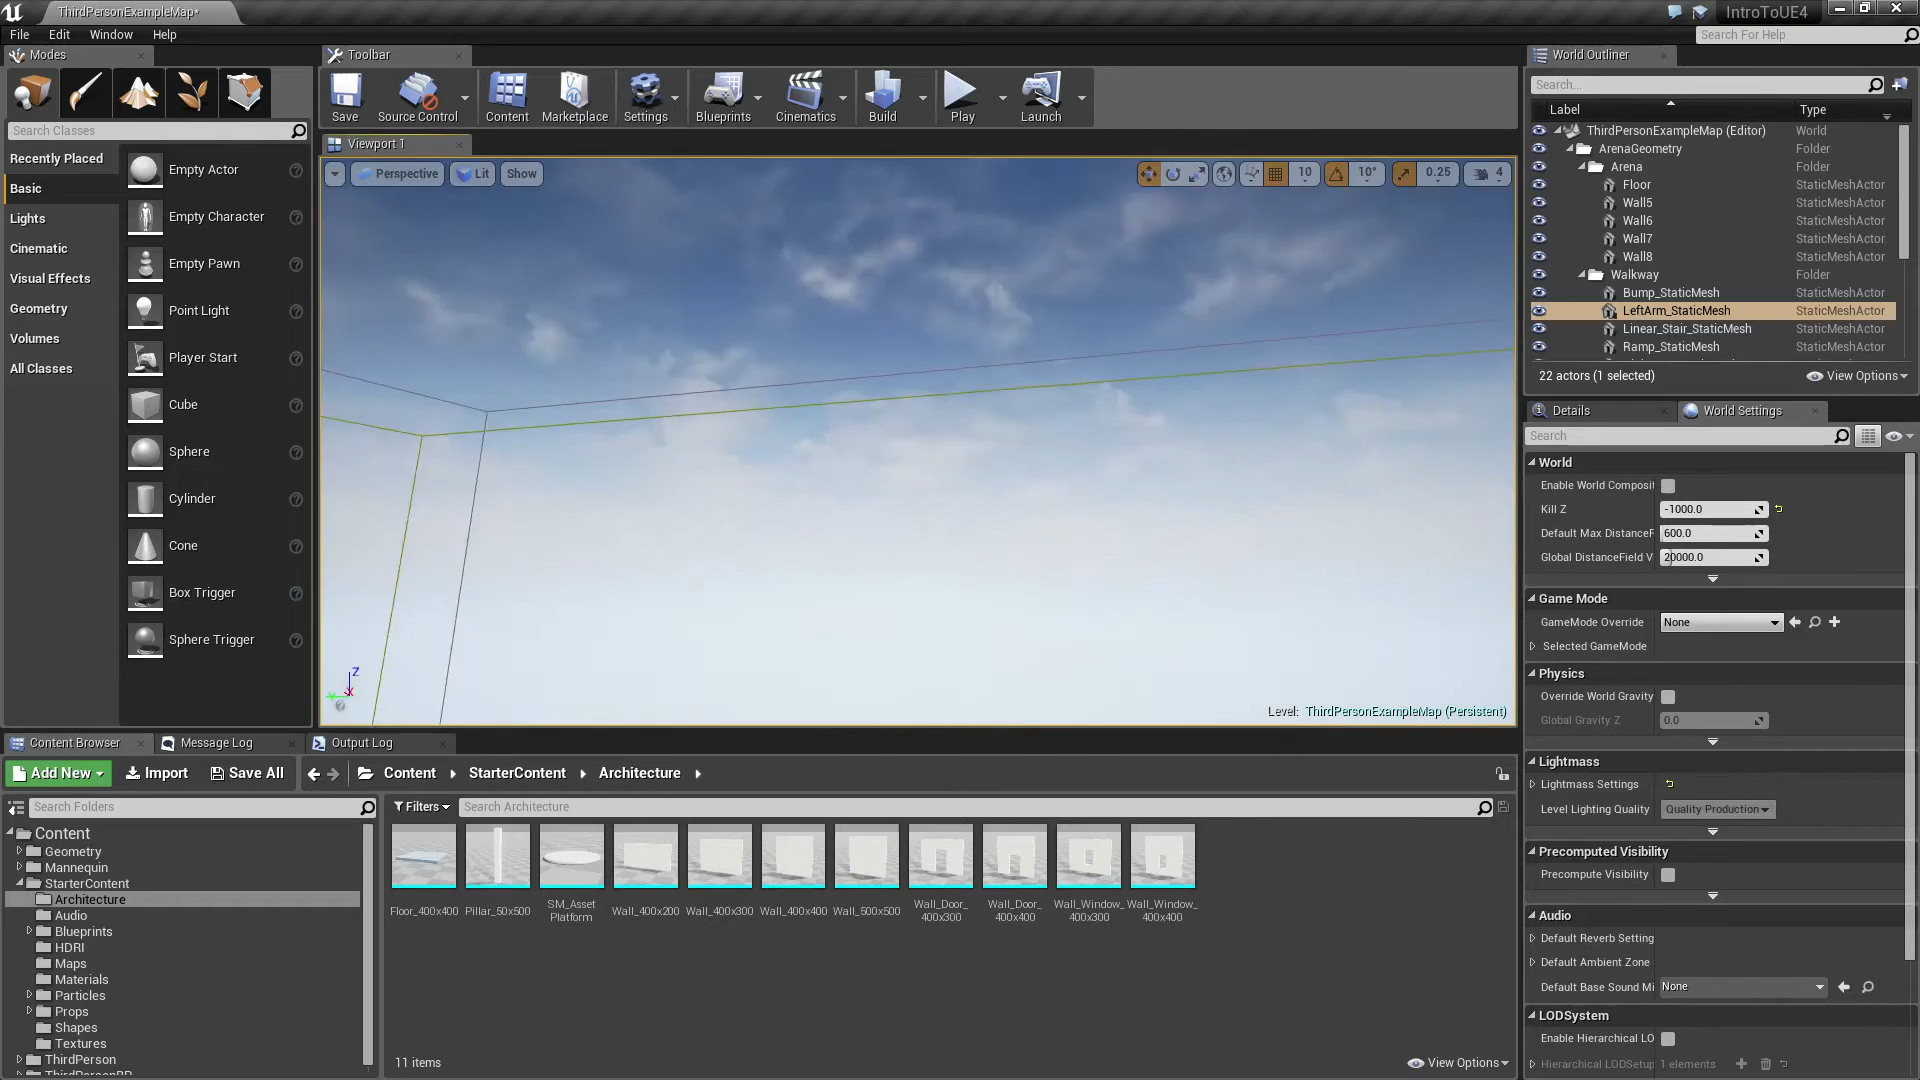 ThirdPersonExampleMap*
IntroToUE4
File Edit Window Help
Search For Help
Modes
Toolbar
World Outliner
Save
Source Control
Content
Marketplace
Settings
Blueprints
Cinematics
Build
Play
Launch
Search Classes
Recently Placed
Basic
Lights
Cinematic
Visual Effects
Geometry
Volumes
All Classes
Empty Actor
Empty Character
Empty Pawn
Point Light
Player Start
Cube
Sphere
Cylinder
Cone
Box Trigger
Sphere Trigger
Viewport 1
Perspective Lit Show
10 10° 0.25 4
Z
Y X
Level: ThirdPersonExampleMap (Persistent)
Search...
Label Type
ThirdPersonExampleMap (Editor) World
ArenaGeometry Folder
Arena Folder
Floor StaticMeshActor
Wall5 StaticMeshActor
Wall6 StaticMeshActor
Wall7 StaticMeshActor
Wall8 StaticMeshActor
Walkway Folder
Bump_StaticMesh StaticMeshActor
LeftArm_StaticMesh StaticMeshActor
Linear_Stair_StaticMesh StaticMeshActor
Ramp_StaticMesh StaticMeshActor
22 actors (1 selected) View Options
Details World Settings
Search
World
Enable World Composit
Kill Z -1000.0
Default Max DistanceF 600.0
Global DistanceField V 20000.0
Game Mode
GameMode Override None
Selected GameMode
Physics
Override World Gravity
Global Gravity Z 0.0
Lightmass
Lightmass Settings
Level Lighting Quality Quality Production
Precomputed Visibility
Precompute Visibility
Audio
Default Reverb Setting
Default Ambient Zone
Default Base Sound Mi None
LODSystem
Enable Hierarchical LO
Hierarchical LODSetup 1 elements
Content Browser Message Log Output Log
Add New Import Save All Content StarterContent Architecture
Search Folders
Content
Geometry
Mannequin
StarterContent
Architecture
Audio
Blueprints
HDRI
Maps
Materials
Particles
Props
Shapes
Textures
ThirdPerson
ThirdPersonBP
Filters Search Architecture
Floor_400x400
Pillar_50x500
SM_Asset
Platform
Wall_400x200
Wall_400x300
Wall_400x400
Wall_500x500
Wall_Door_
400x300
Wall_Door_
400x400
Wall_Window_
400x300
Wall_Window_
400x400
11 items View Options